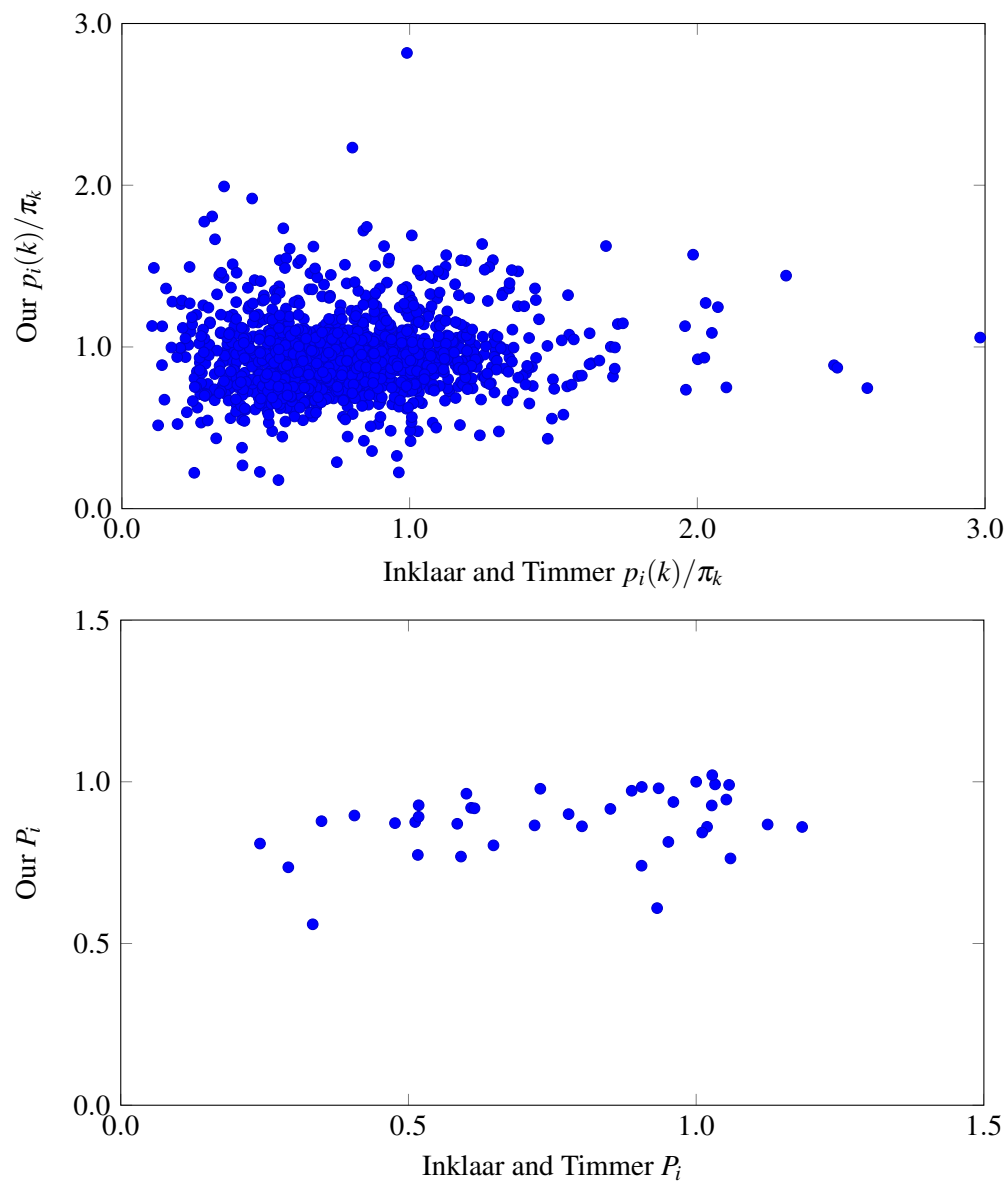 3.0
2.0
1.0
0.0
Our p_i(k)/π_k
0.0 1.0 2.0 3.0
Inklaar and Timmer p_i(k)/π_k
1.5
1.0
0.5
0.0
Our P_i
0.0 0.5 1.0 1.5
Inklaar and Timmer P_i